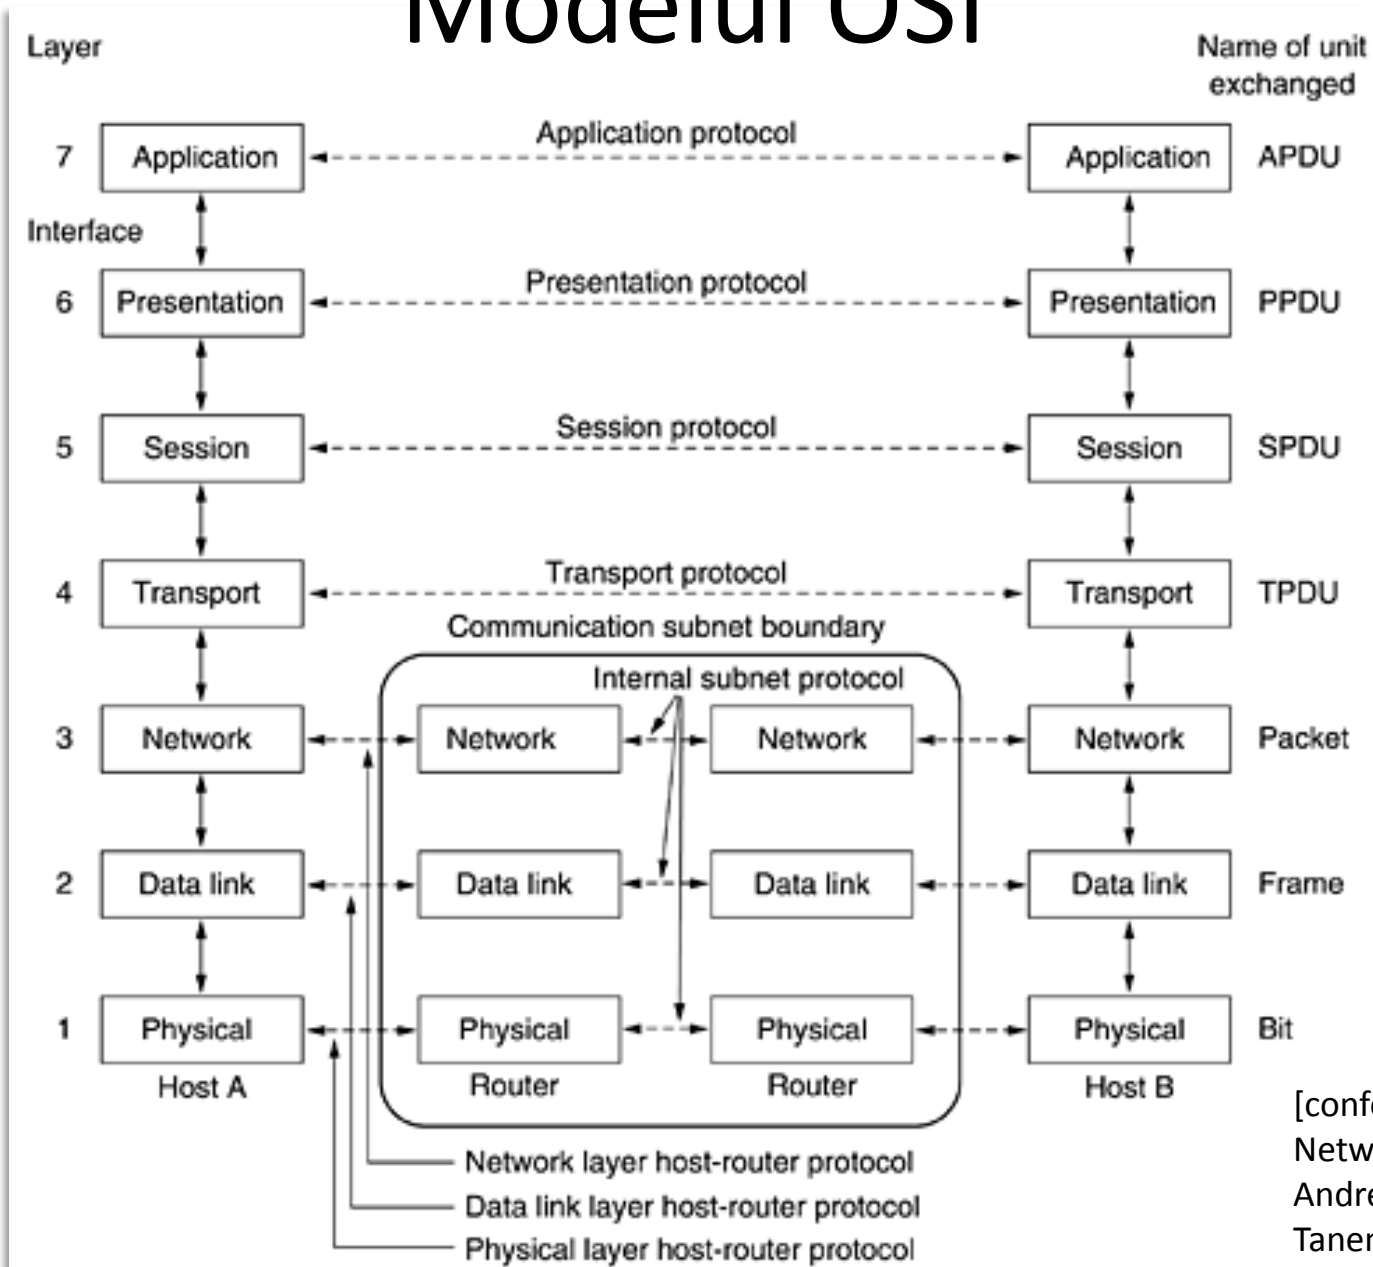 Modelul OSI
Layer
Name of unit
exchanged
7
Application
Application protocol
Application
APDU
Interface
6
Presentation
Presentation protocol
Presentation
PPDU
5
Session
Session protocol
Session
SPDU
4
Transport
Transport protocol
Transport
TPDU
Communication subnet boundary
Internal subnet protocol
3
Network
Network
Network
Network
Packet
2
Data link
Data link
Data link
Data link
Frame
1
Physical
Physical
Physical
Physical
Bit
Host A
Router
Router
Host B
Network layer host-router protocol
Data link layer host-router protocol
Physical layer host-router protocol